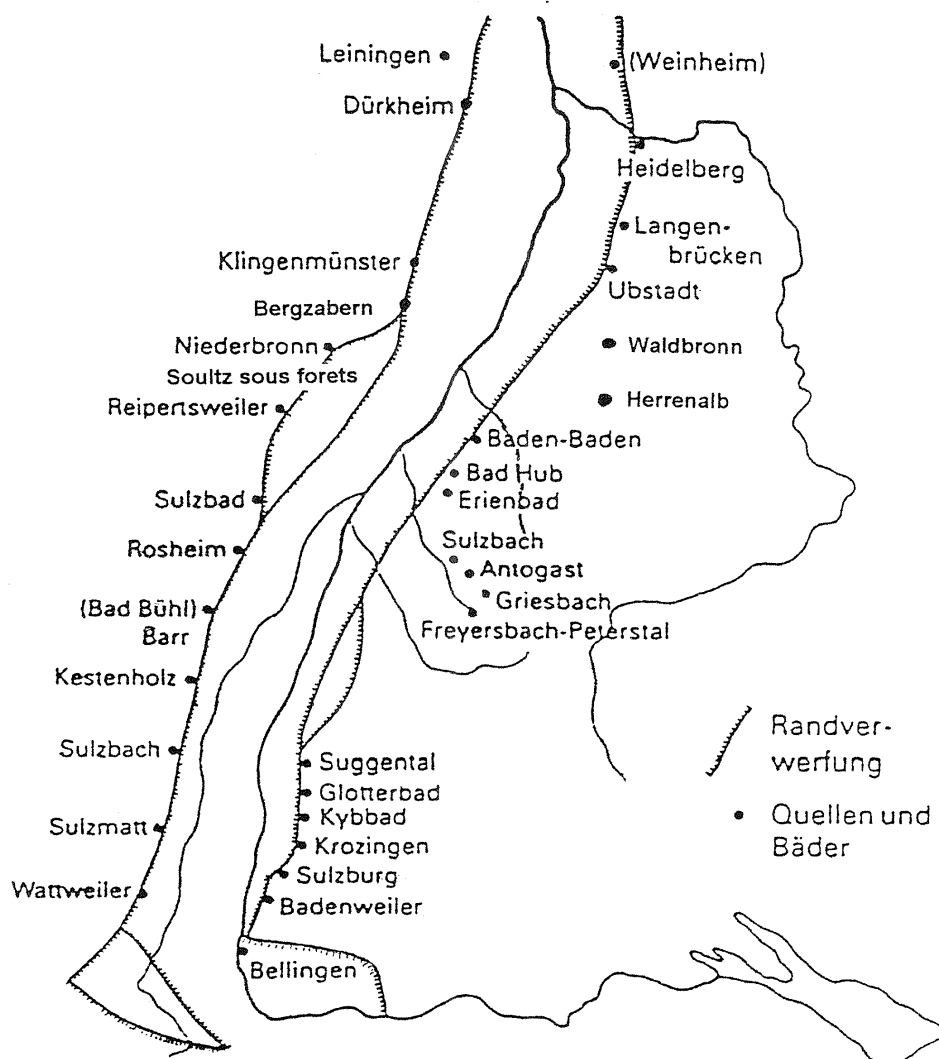 Leiningen
(Weinheim)
Dürkheim
Heidelberg
Langen-
brücken
Klingenmünster
Ubstadt
Bergzabern
Niederbronn
Waldbronn
Soultz sous forets
Reipertsweiler
Herrenalb
Baden-Baden
Bad Hub
Sulzbad
Erienbad
Rosheim
Sulzbach
Antogast
(Bad Bühl)
Barr
Griesbach
Freyersbach-Peterstal
Kestenholz
Sulzbach
Randver-
werfung
Suggental
Glotterbad
Sulzmatt
Kybbad
Quellen und
Bäder
Krozingen
Wattweiler
Sulzburg
Badenweiler
Bellingen